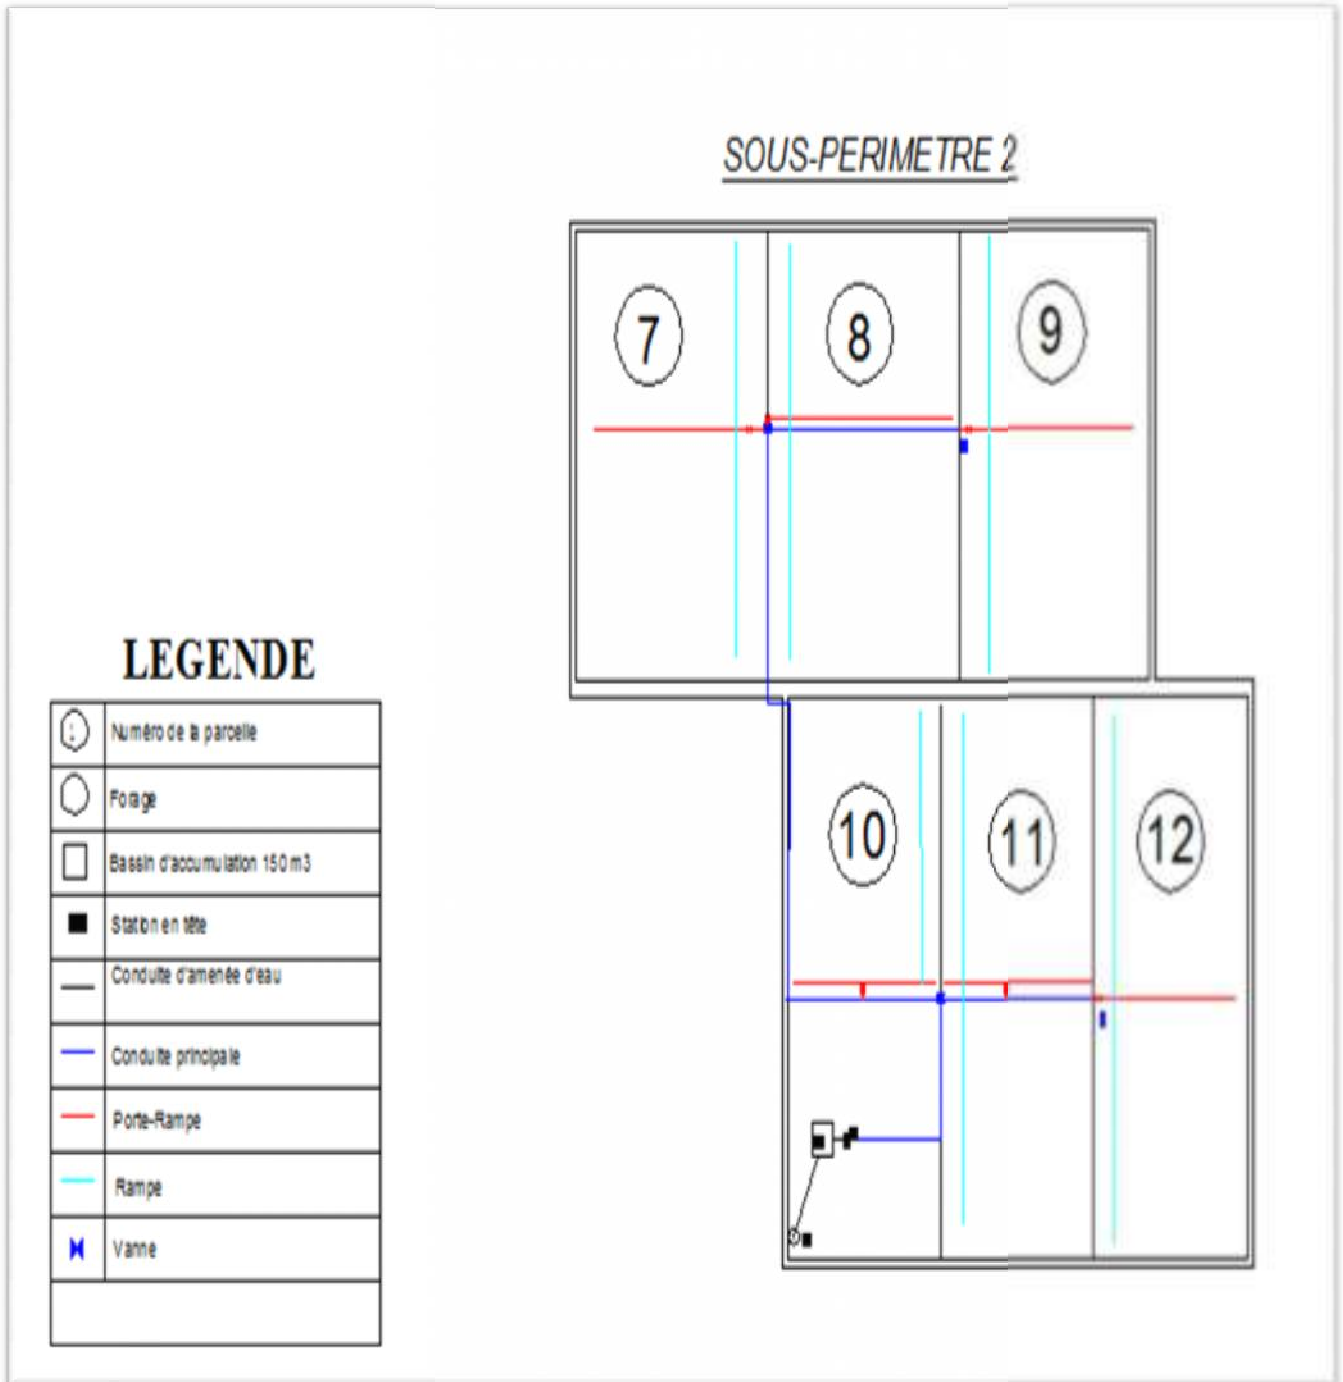 SOUS-PERIMETRE 2
7
8
9
LEGENDE
Numéro de la parcelle
Forage
Bassin d'accumulation 150 m3
Station en tête
Conduite d'amenée d'eau
Conduite principale
Porte-Rampe
Rampe
Vanne
10
11
12